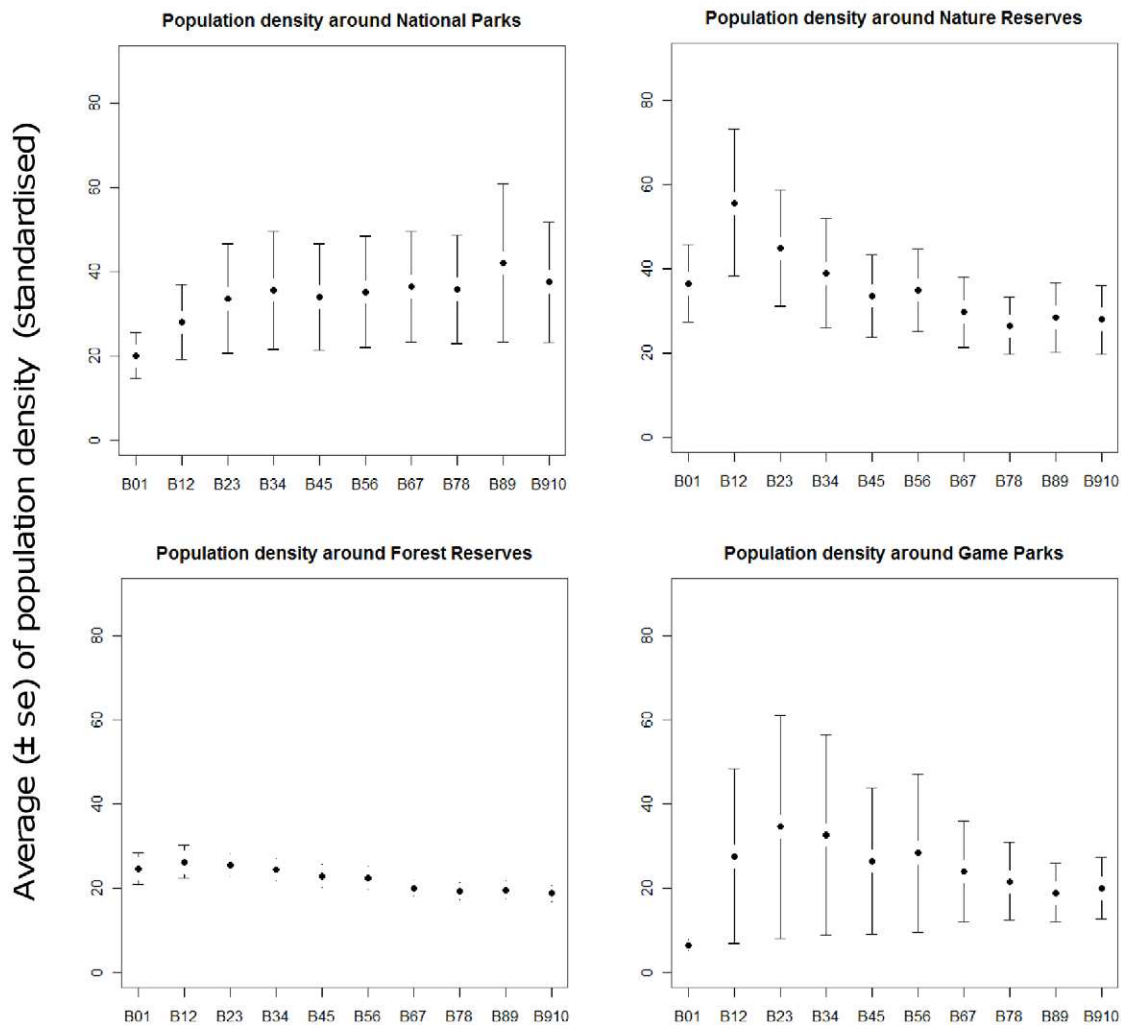 Average (± se) of population density (standardised)
Population density around National Parks
80
60
40
20
0
B01 B12 B23 B34 B45 B56 B67 B78 B89 B910
Population density around Nature Reserves
80
60
40
20
0
B01 B12 B23 B34 B45 B56 B67 B78 B89 B910
Population density around Forest Reserves
80
60
40
20
0
B01 B12 B23 B34 B45 B56 B67 B78 B89 B910
Population density around Game Parks
80
60
40
20
0
B01 B12 B23 B34 B45 B56 B67 B78 B89 B910